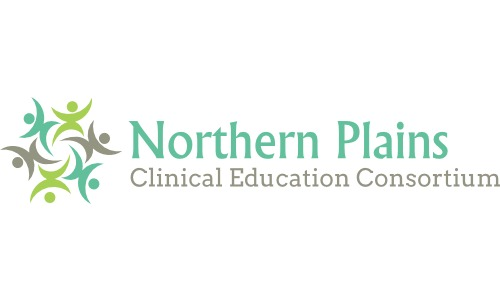 Northern Plains
Clinical Education Consortium